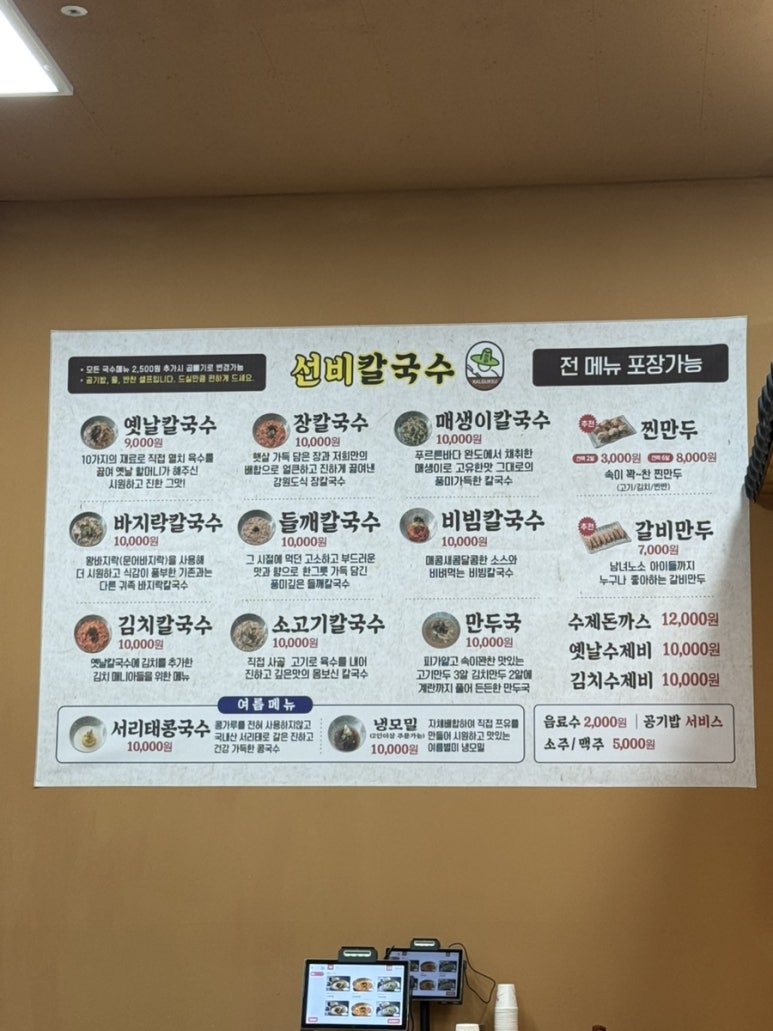 • 모든 국수메뉴 2,500원 추가시 곱빼기로 변경가능
• 공기밥, 물, 반찬 셀프입니다. 드실만큼 편하게 드세요.
선비칼국수
KALGUKSU
전 메뉴 포장가능
옛날칼국수
9,000원
10가지의 재료로 직접 멸치 육수를
끓여 옛날 할머니가 해주신
시원하고 진한 그맛!
장칼국수
10,000원
햇살 가득 담은 장과 저희만의
배합으로 얼큰하고 진하게 끓여낸
강원도식 장칼국수
매생이칼국수
10,000원
푸르른바다 완도에서 채취한
매생이로 고유한맛 그대로의
풍미가득한 칼국수
추천
찐만두
3,000원 8,000원
속이 꽉~찬 찐만두
(고기/김치/반반)
바지락칼국수
10,000원
왕바지락(문어바지락)을 사용해
더 시원하고 식감이 풍부한 기존과는
다른 귀족 바지락칼국수
들깨칼국수
10,000원
그 시절에 먹던 고소하고 부드러운
맛과 향으로 한그릇 가득 담긴
풍미깊은 들깨칼국수
비빔칼국수
10,000원
매콤새콤달콤한 소스와
비벼먹는 비빔칼국수
추천
갈비만두
7,000원
남녀노소 아이들까지
누구나 좋아하는 갈비만두
김치칼국수
10,000원
옛날칼국수에 김치를 추가한
김치 매니아들을 위한 메뉴
소고기칼국수
10,000원
직접 사골 고기로 육수를 내어
진하고 깊은맛의 몸보신 칼국수
만두국
10,000원
피가얇고 속이꽉찬 맛있는
고기만두 3알 김치만두 2알에
계란까지 풀어 든든한 만두국
수제돈까스 12,000원
옛날수제비 10,000원
김치수제비 10,000원
여름메뉴
서리태콩국수
10,000원
콩가루를 전혀 사용하지않고
국내산 서리태로 갈은 진하고
건강 가득한 콩국수
냉모밀
(2인이상 주문가능)
10,000원
자체배합하여 직접 쯔유를
만들어 시원하고 맛있는
여름별미 냉모밀
음료수 2,000원 | 공기밥 서비스
소주/맥주 5,000원